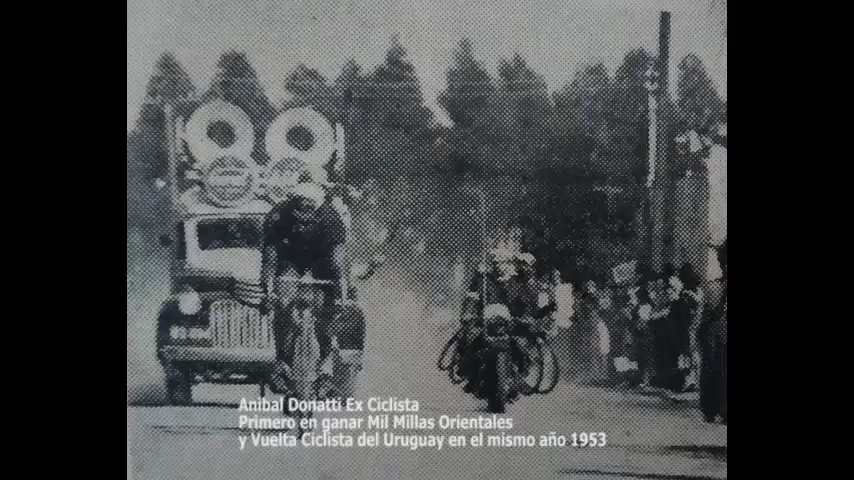 Anibal Donatti Ex Ciclista
Primero en ganar Mil Millas Orientales
y Vuelta Ciclista del Uruguay en el mismo año 1953